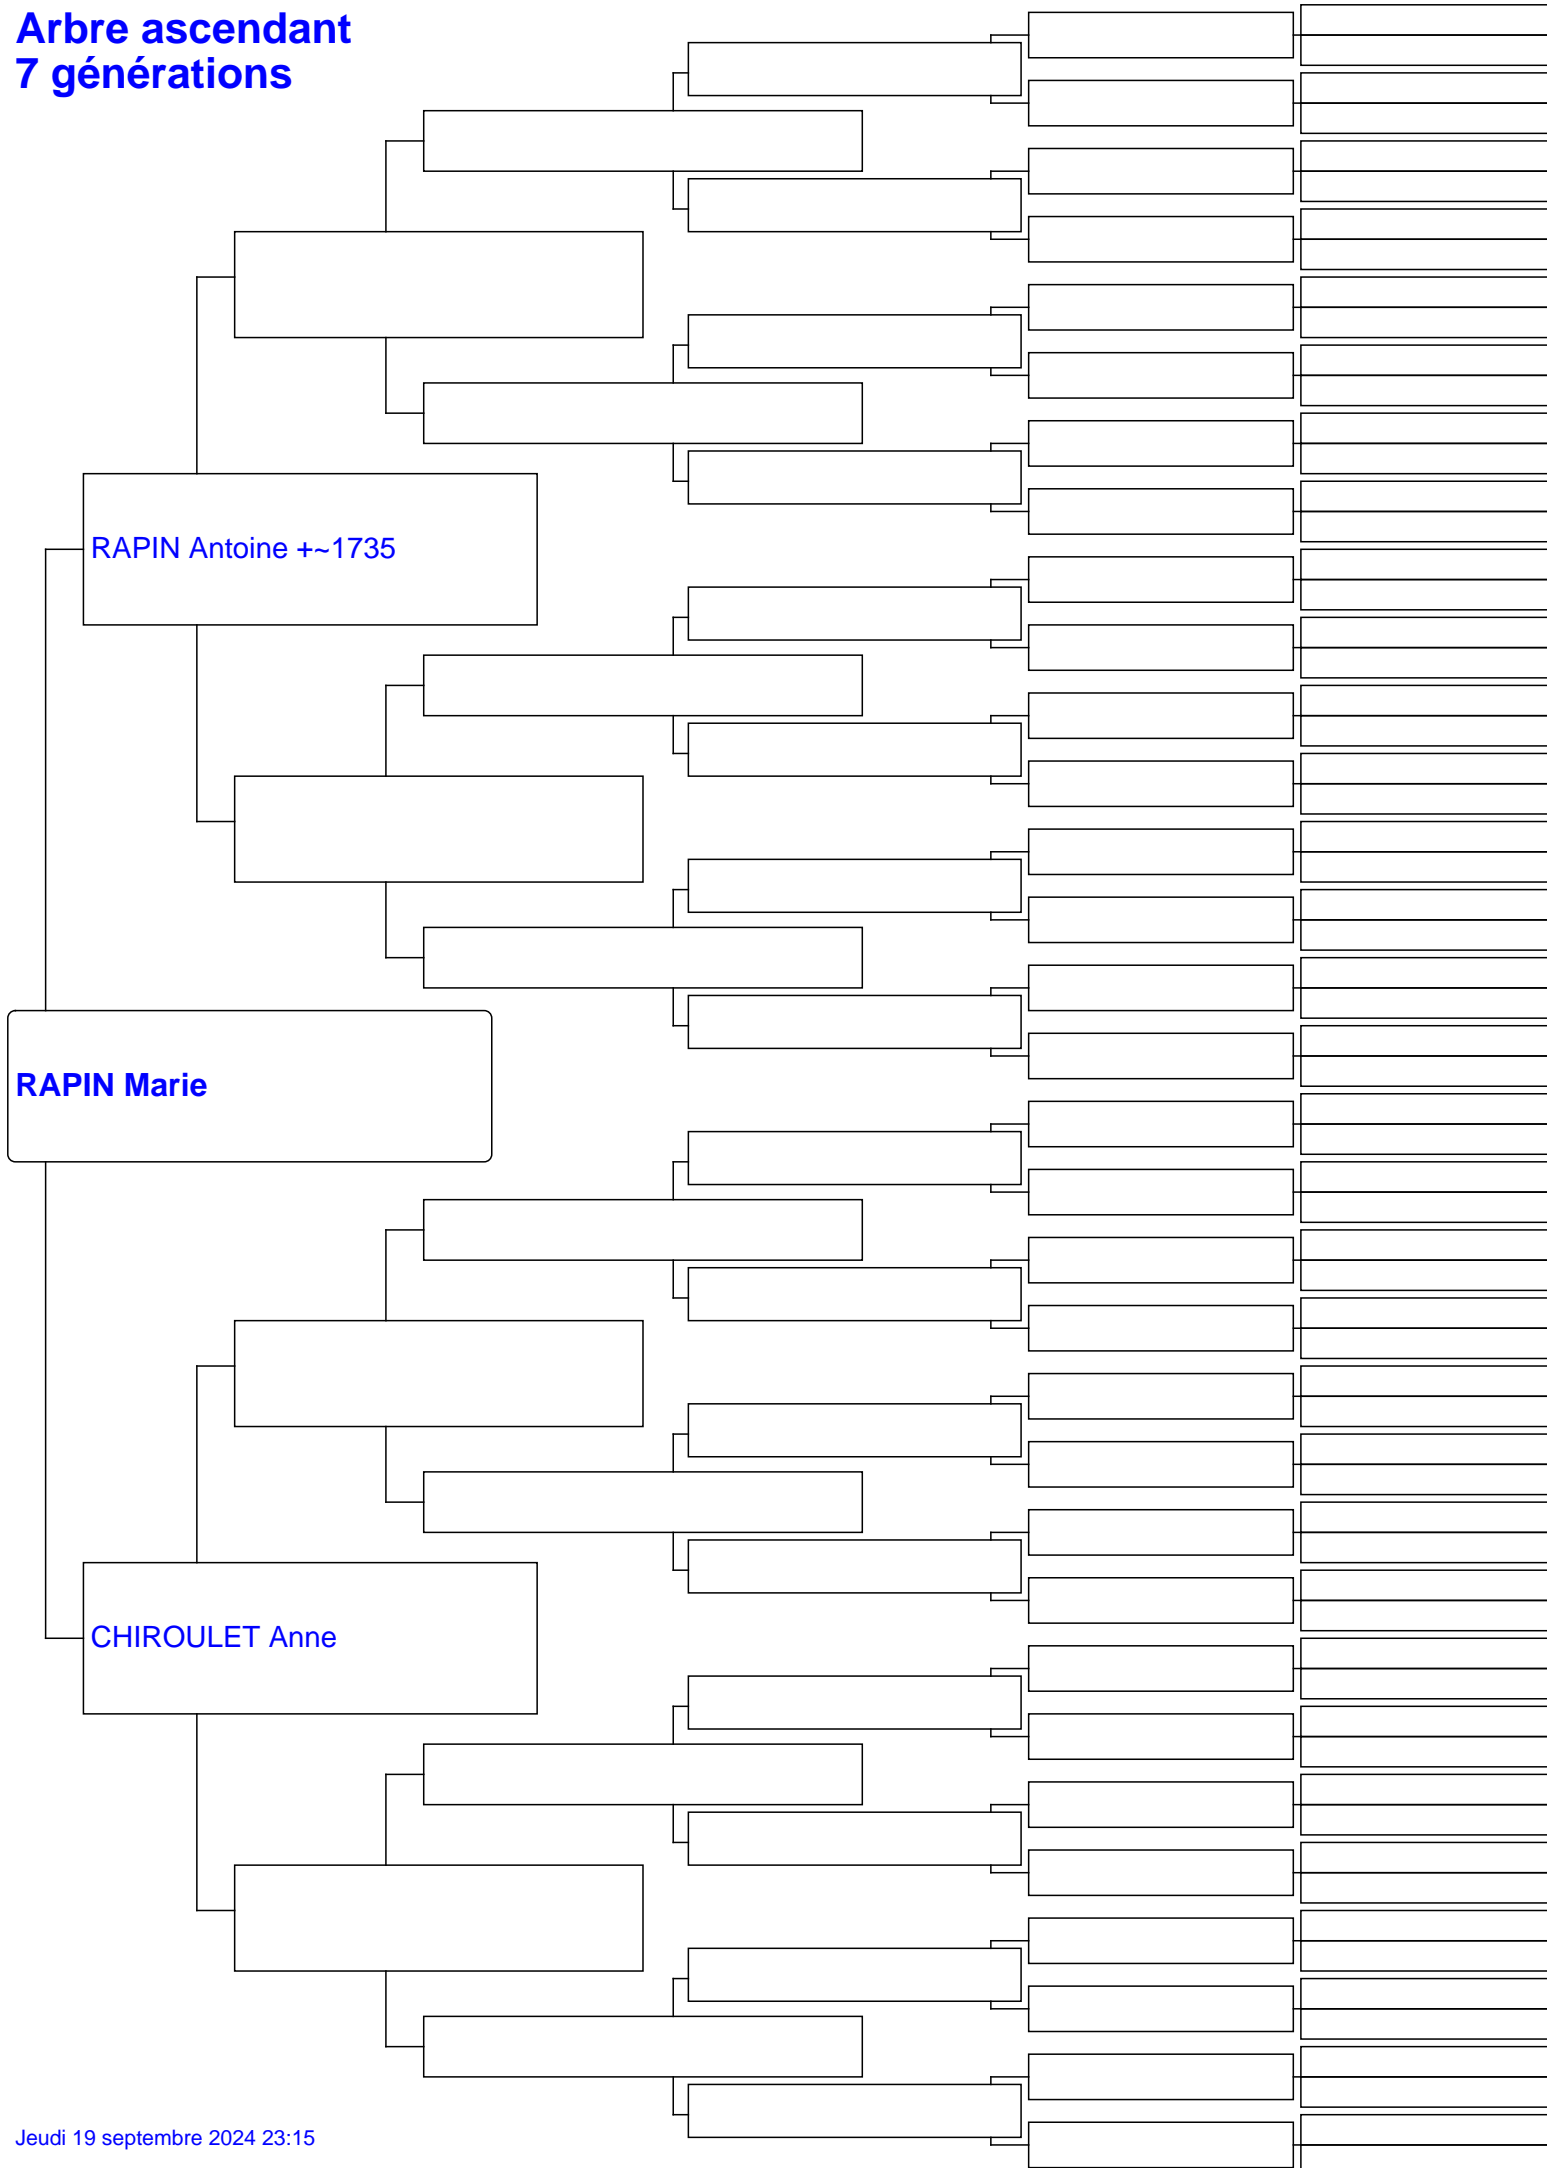 Arbre ascendant
7 générations
RAPIN Antoine +~1735
RAPIN Marie
CHIROULET Anne
Jeudi 19 septembre 2024 23:15